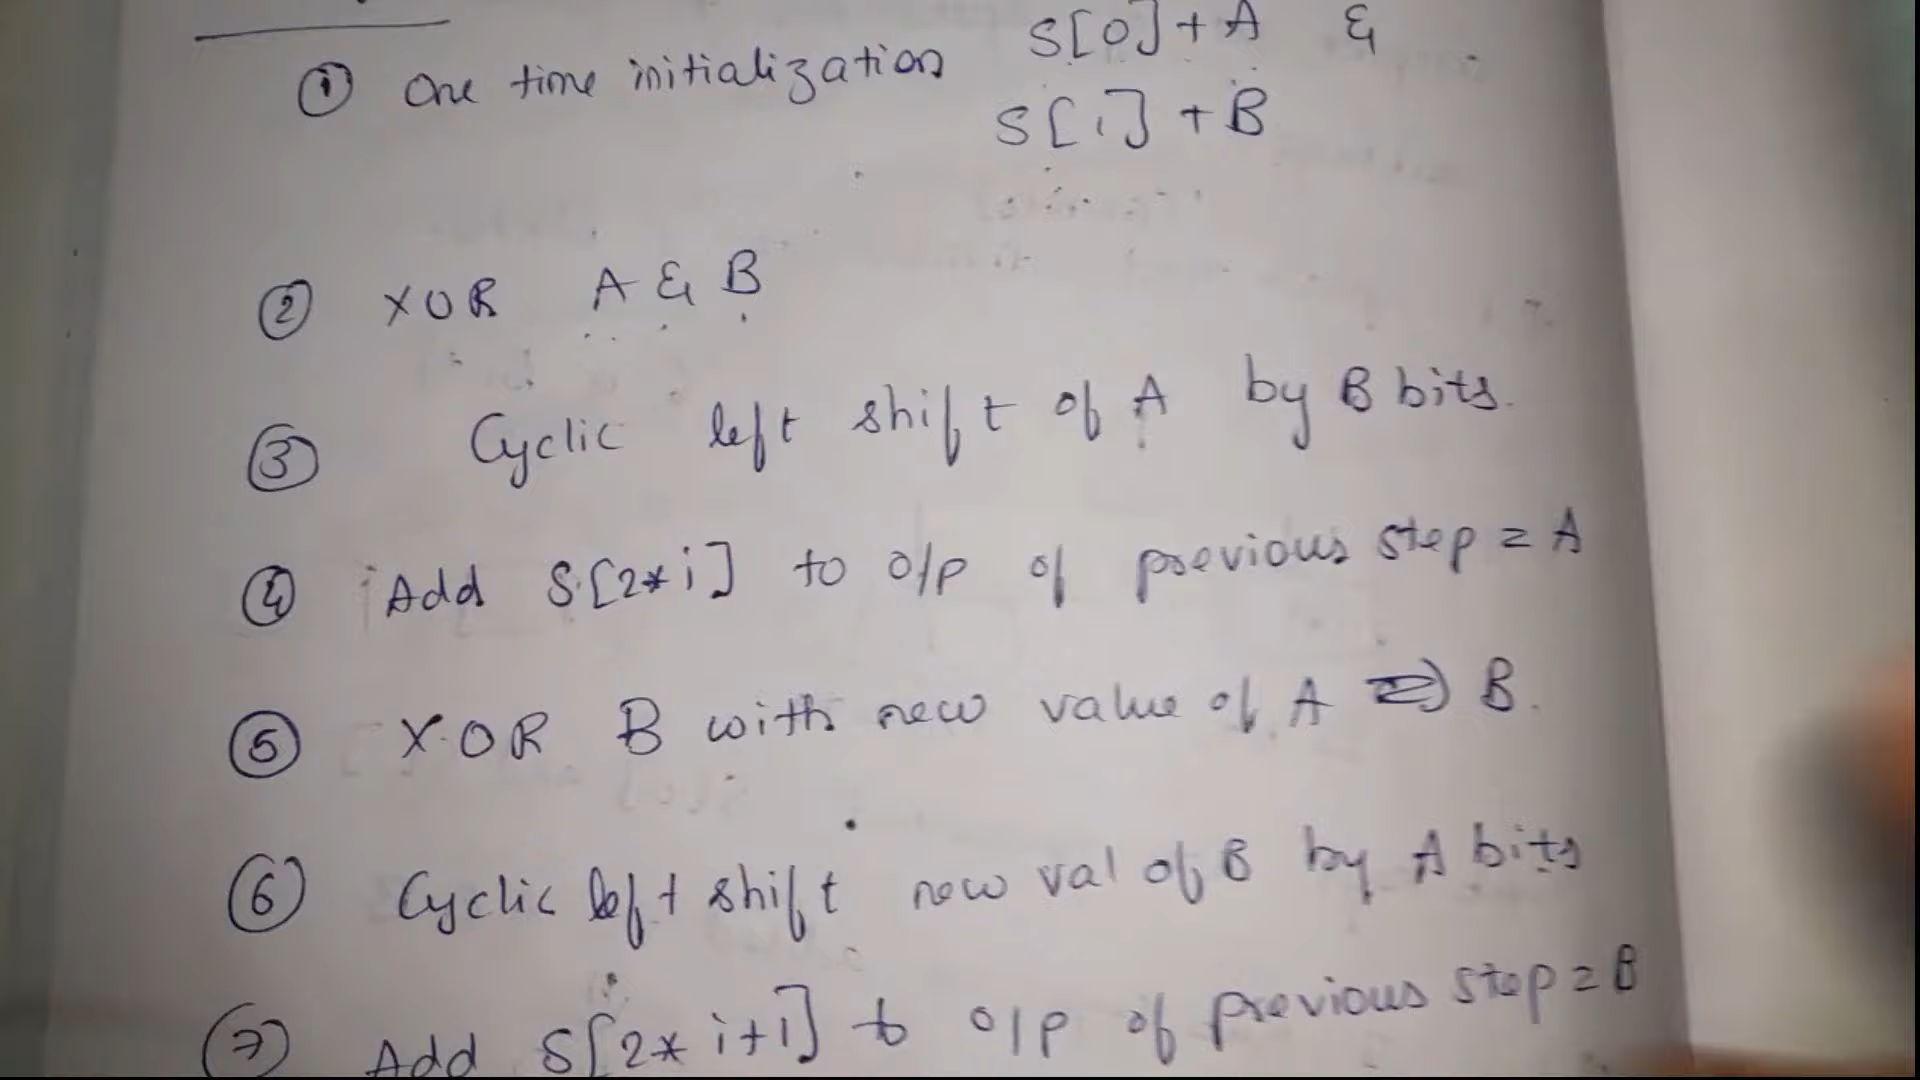 ① One time initialization S[0] + A &
S[1] + B
② XOR A & B
③ Cyclic left shift of A by B bits.
④ Add S[2*i] to o/p of previous step = A
⑤ XOR B with new value of A ⇒ B.
⑥ Cyclic left shift new val of B by A bits
⑦ Add S[2*i+1] to o/p of previous step = B